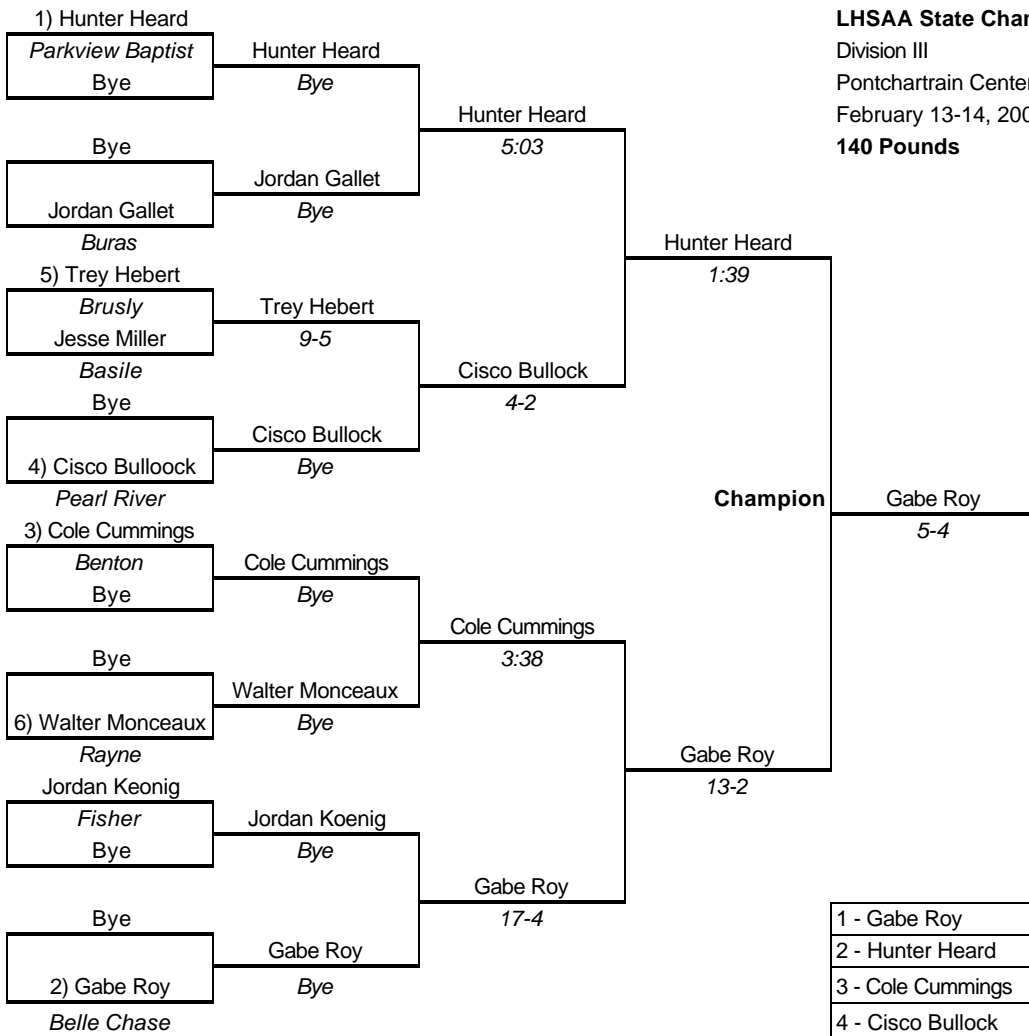 1) Hunter Heard
Parkview Baptist
Bye
Bye
Jordan Gallet
Buras
5) Trey Hebert
Brusly
Jesse Miller
Basile
Bye
4) Cisco Bulloock
Pearl River
3) Cole Cummings
Benton
Bye
Bye
6) Walter Monceaux
Rayne
Jordan Keonig
Fisher
Bye
Bye
2) Gabe Roy
Belle Chase
Hunter Heard
Bye
Jordan Gallet
Bye
Trey Hebert
9-5
Cisco Bullock
Bye
Cole Cummings
Bye
Walter Monceaux
Bye
Jordan Koenig
Bye
Gabe Roy
Bye
Hunter Heard
5:03
Cisco Bullock
4-2
Cole Cummings
3:38
Gabe Roy
17-4
Hunter Heard
1:39
Gabe Roy
13-2
Champion
Gabe Roy
5-4
LHSAA State
Division III
Pontchartrain Center
February 13-14,
140 Pounds
1 - Gabe Roy
2 - Hunter Heard
3 - Cole Cummings
4 - Cisco Bullock